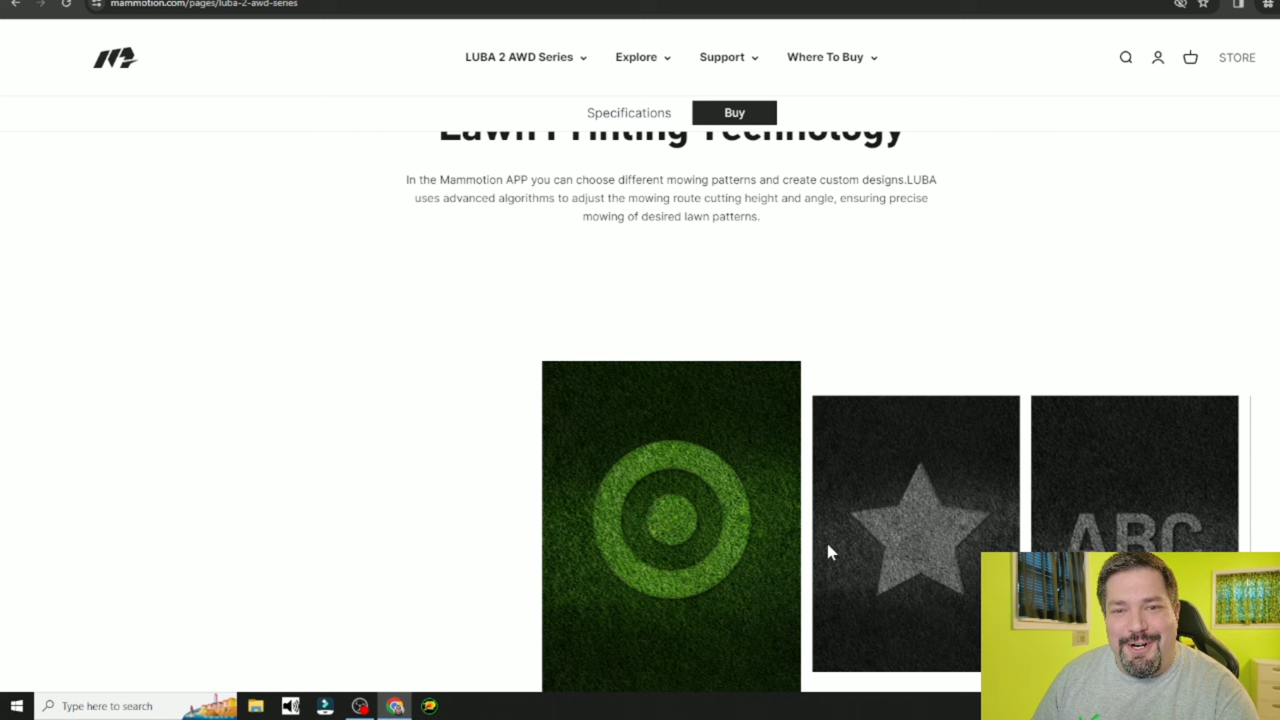 mammotion.com/pages/luba-2-awd-series
LUBA 2 AWD Series
Explore
Support
Where To Buy
STORE
Specifications
Buy
Lawn Printing Technology
In the Mammotion APP you can choose different mowing patterns and create custom designs.LUBA
uses advanced algorithms to adjust the mowing route cutting height and angle, ensuring precise
mowing of desired lawn patterns.
ABC
Type here to search